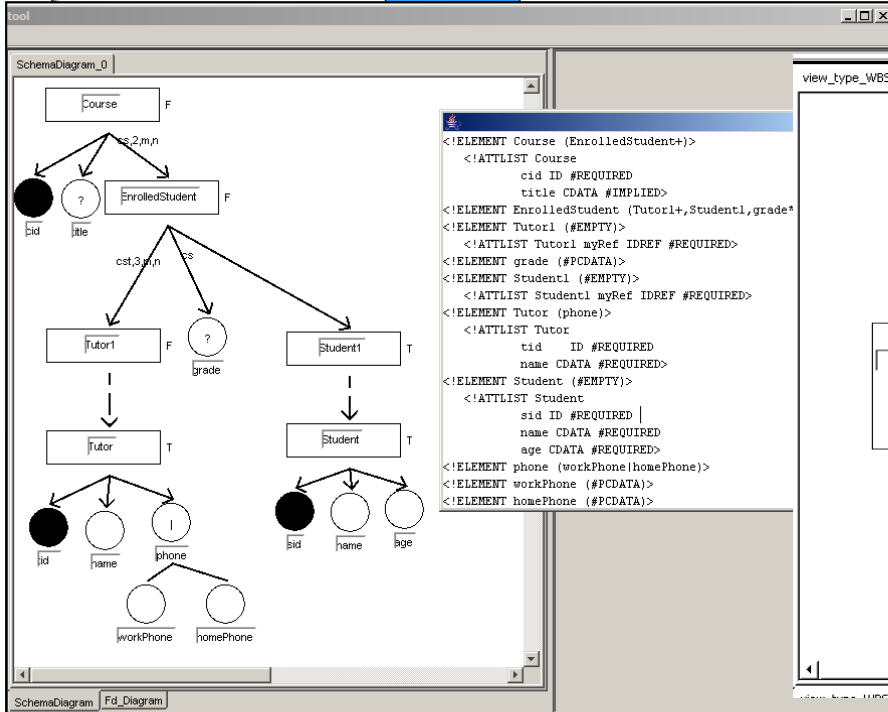 tool
SchemaDiagram_0
view_type_WBS
Course
F
cs,2,m,n
?
EnrolledStudent
F
cid
title
cst,3,m,n
cs
Tutor1
F
?
Student1
T
grade
Tutor
T
Student
T
|
tid
name
phone
sid
name
age
workPhone
homePhone
<!ELEMENT Course (EnrolledStudent+)>
<!ATTLIST Course
cid ID #REQUIRED
title CDATA #IMPLIED>
<!ELEMENT EnrolledStudent (Tutor1+,Student1,grade*
<!ELEMENT Tutor1 (#EMPTY)>
<!ATTLIST Tutor1 myRef IDREF #REQUIRED>
<!ELEMENT grade (#PCDATA)>
<!ELEMENT Student1 (#EMPTY)>
<!ATTLIST Student1 myRef IDREF #REQUIRED>
<!ELEMENT Tutor (phone)>
<!ATTLIST Tutor
tid ID #REQUIRED
name CDATA #REQUIRED>
<!ELEMENT Student (#EMPTY)>
<!ATTLIST Student
sid ID #REQUIRED
name CDATA #REQUIRED
age CDATA #REQUIRED>
<!ELEMENT phone (workPhone|homePhone)>
<!ELEMENT workPhone (#PCDATA)>
<!ELEMENT homePhone (#PCDATA)>
SchemaDiagram
Fd_Diagram